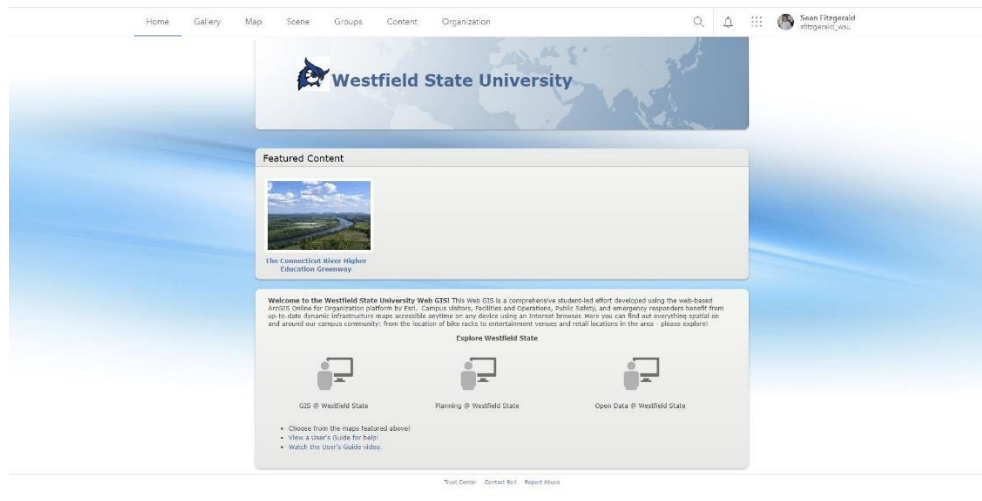 Home Gallery Map Scene Groups Content Organization Sean Fitzgerald
sfitzgerald_wsu
Westfield State University
Featured Content
The Connecticut River Higher
Education Greenway
Welcome to the Westfield State University Web GIS! This Web GIS is a comprehensive student-led effort developed using the web-based
ArcGIS Online for Organization platform by Esri. Campus visitors, Facilities and Operations, Public Safety, and emergency responders benefit from
up-to-date dynamic infrastructure maps accessible anytime on any device using an Internet browser. Here you can find out everything spatial on
and around our campus community; from the location of bike racks to entertainment venues and retail locations in the area - please explore!
Explore Westfield State
GIS @ Westfield State Planning @ Westfield State Open Data @ Westfield State
• Choose from the maps featured above!
• View a User's Guide for help!
• Watch the User's Guide video.
Trust Center Contact Esri Report Abuse